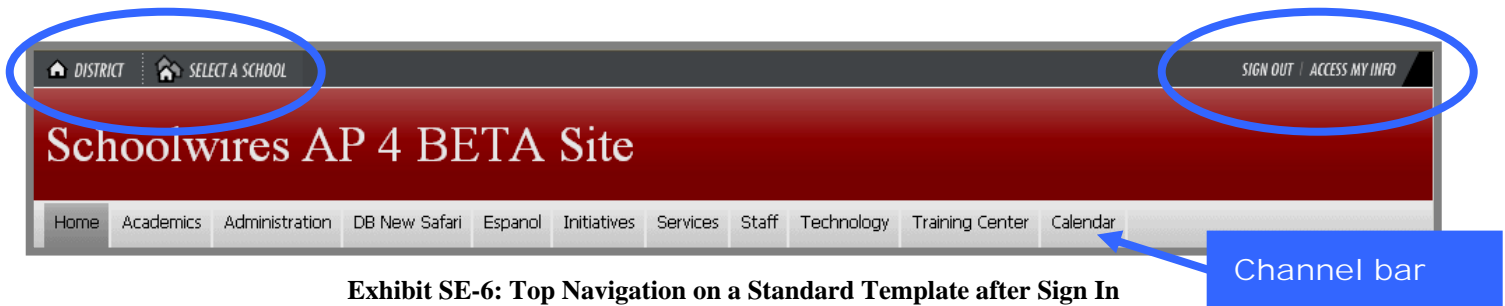 DISTRICT SELECT A SCHOOL SIGN OUT | ACCESS MY INFO
Schoolwires AP 4 BETA Site
Home Academics Administration DB New Safari Espanol Initiatives Services Staff Technology Training Center Calendar
Channel bar
Exhibit SE-6: Top Navigation on a Standard Template after Sign In